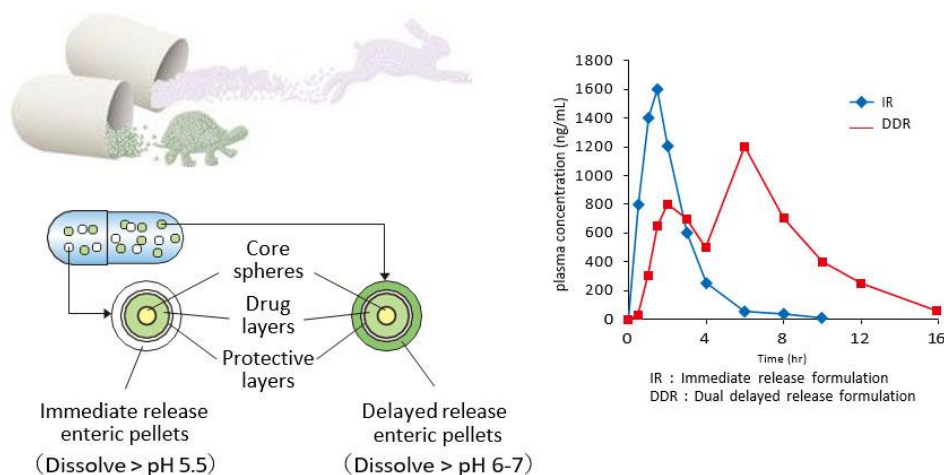 Core
spheres
Drug
layers
Protective
layers
Immediate release
enteric pellets
(Dissolve > pH 5.5)
Delayed release
enteric pellets
(Dissolve > pH 6-7)
plasma concentration (ng/mL)
1800
1600
1400
1200
1000
800
600
400
200
0
0
4
8
12
16
Time (hr)
IR
DDR
IR : Immediate release formulation
DDR : Dual delayed release formulation